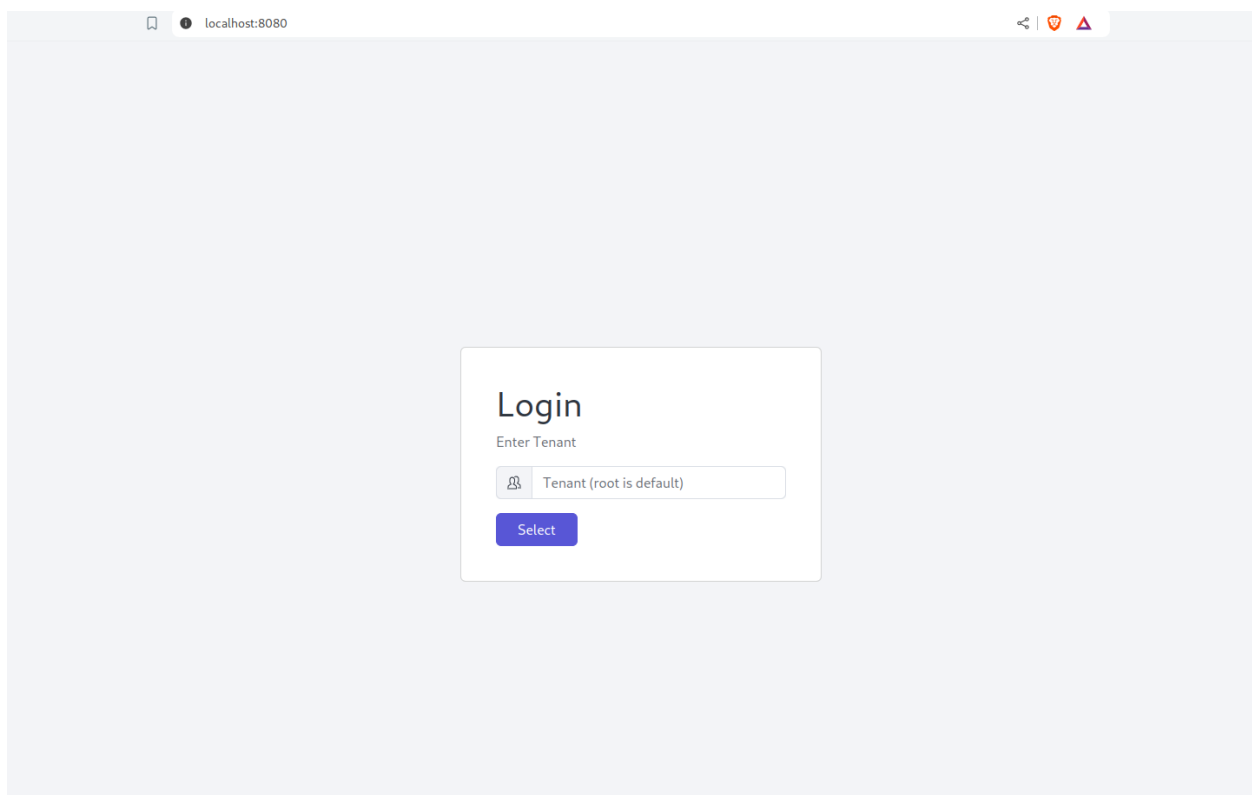 localhost:8080
Login
Enter Tenant
Tenant (root is default)
Select